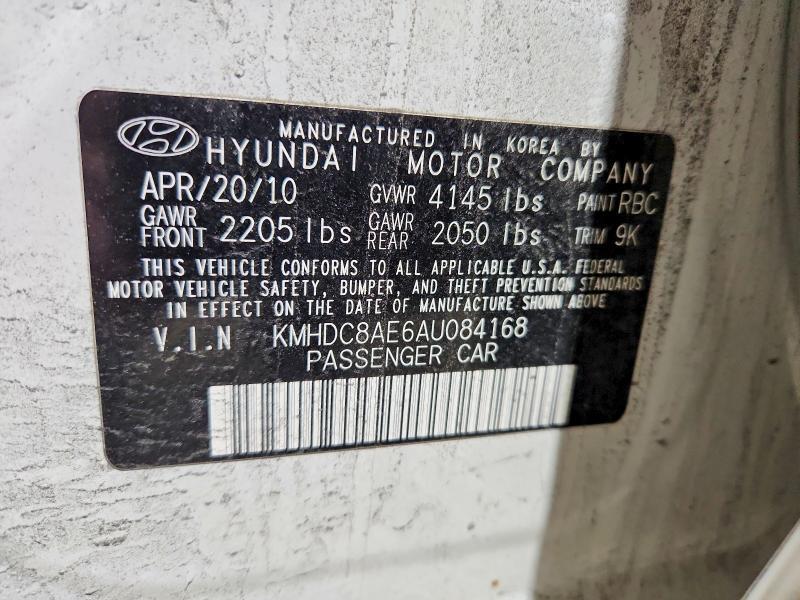 MANUFACTURED IN KOREA BY
HYUNDAI MOTOR COMPANY
APR/20/10 GVWR 4145 lbs PAINT RBC
GAWR FRONT 2205 lbs GAWR REAR 2050 lbs TRIM 9K
THIS VEHICLE CONFORMS TO ALL APPLICABLE U.S.A. FEDERAL
MOTOR VEHICLE SAFETY, BUMPER, AND THEFT PREVENTION STANDARDS
IN EFFECT ON THE DATE OF MANUFACTURE SHOWN ABOVE
V.I.N KMHDC8AE6AU084168
PASSENGER CAR